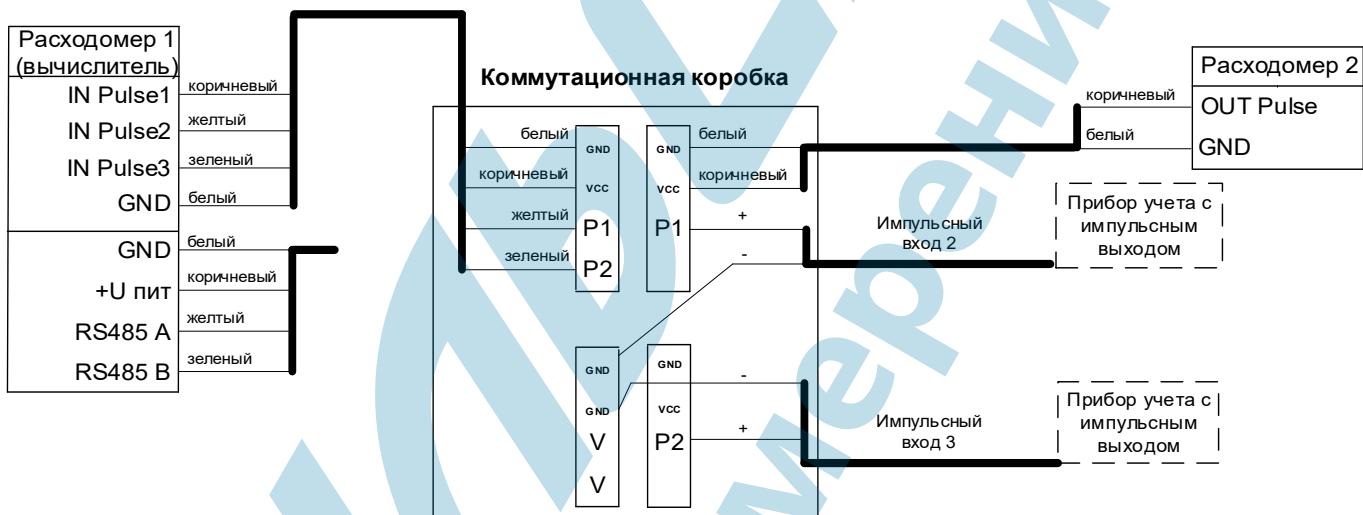 Расходомер 1
(вычислитель)
IN Pulse1
коричневый
IN Pulse2
желтый
IN Pulse3
зеленый
GND
белый
GND
белый
+U пит
коричневый
RS485 A
желтый
RS485 B
зеленый
Коммутационная коробка
белый
GND
коричневый
VCC
желтый
P1
зеленый
P2
GND
белый
VCC
коричневый
P1
+
-
GND
GND
V
V
GND
-
VCC
P2
+
Расходомер 2
коричневый
OUT Pulse
белый
GND
Импульсный
вход 2
Прибор учета с
импульсным
выходом
Импульсный
вход 3
Прибор учета с
импульсным
выходом